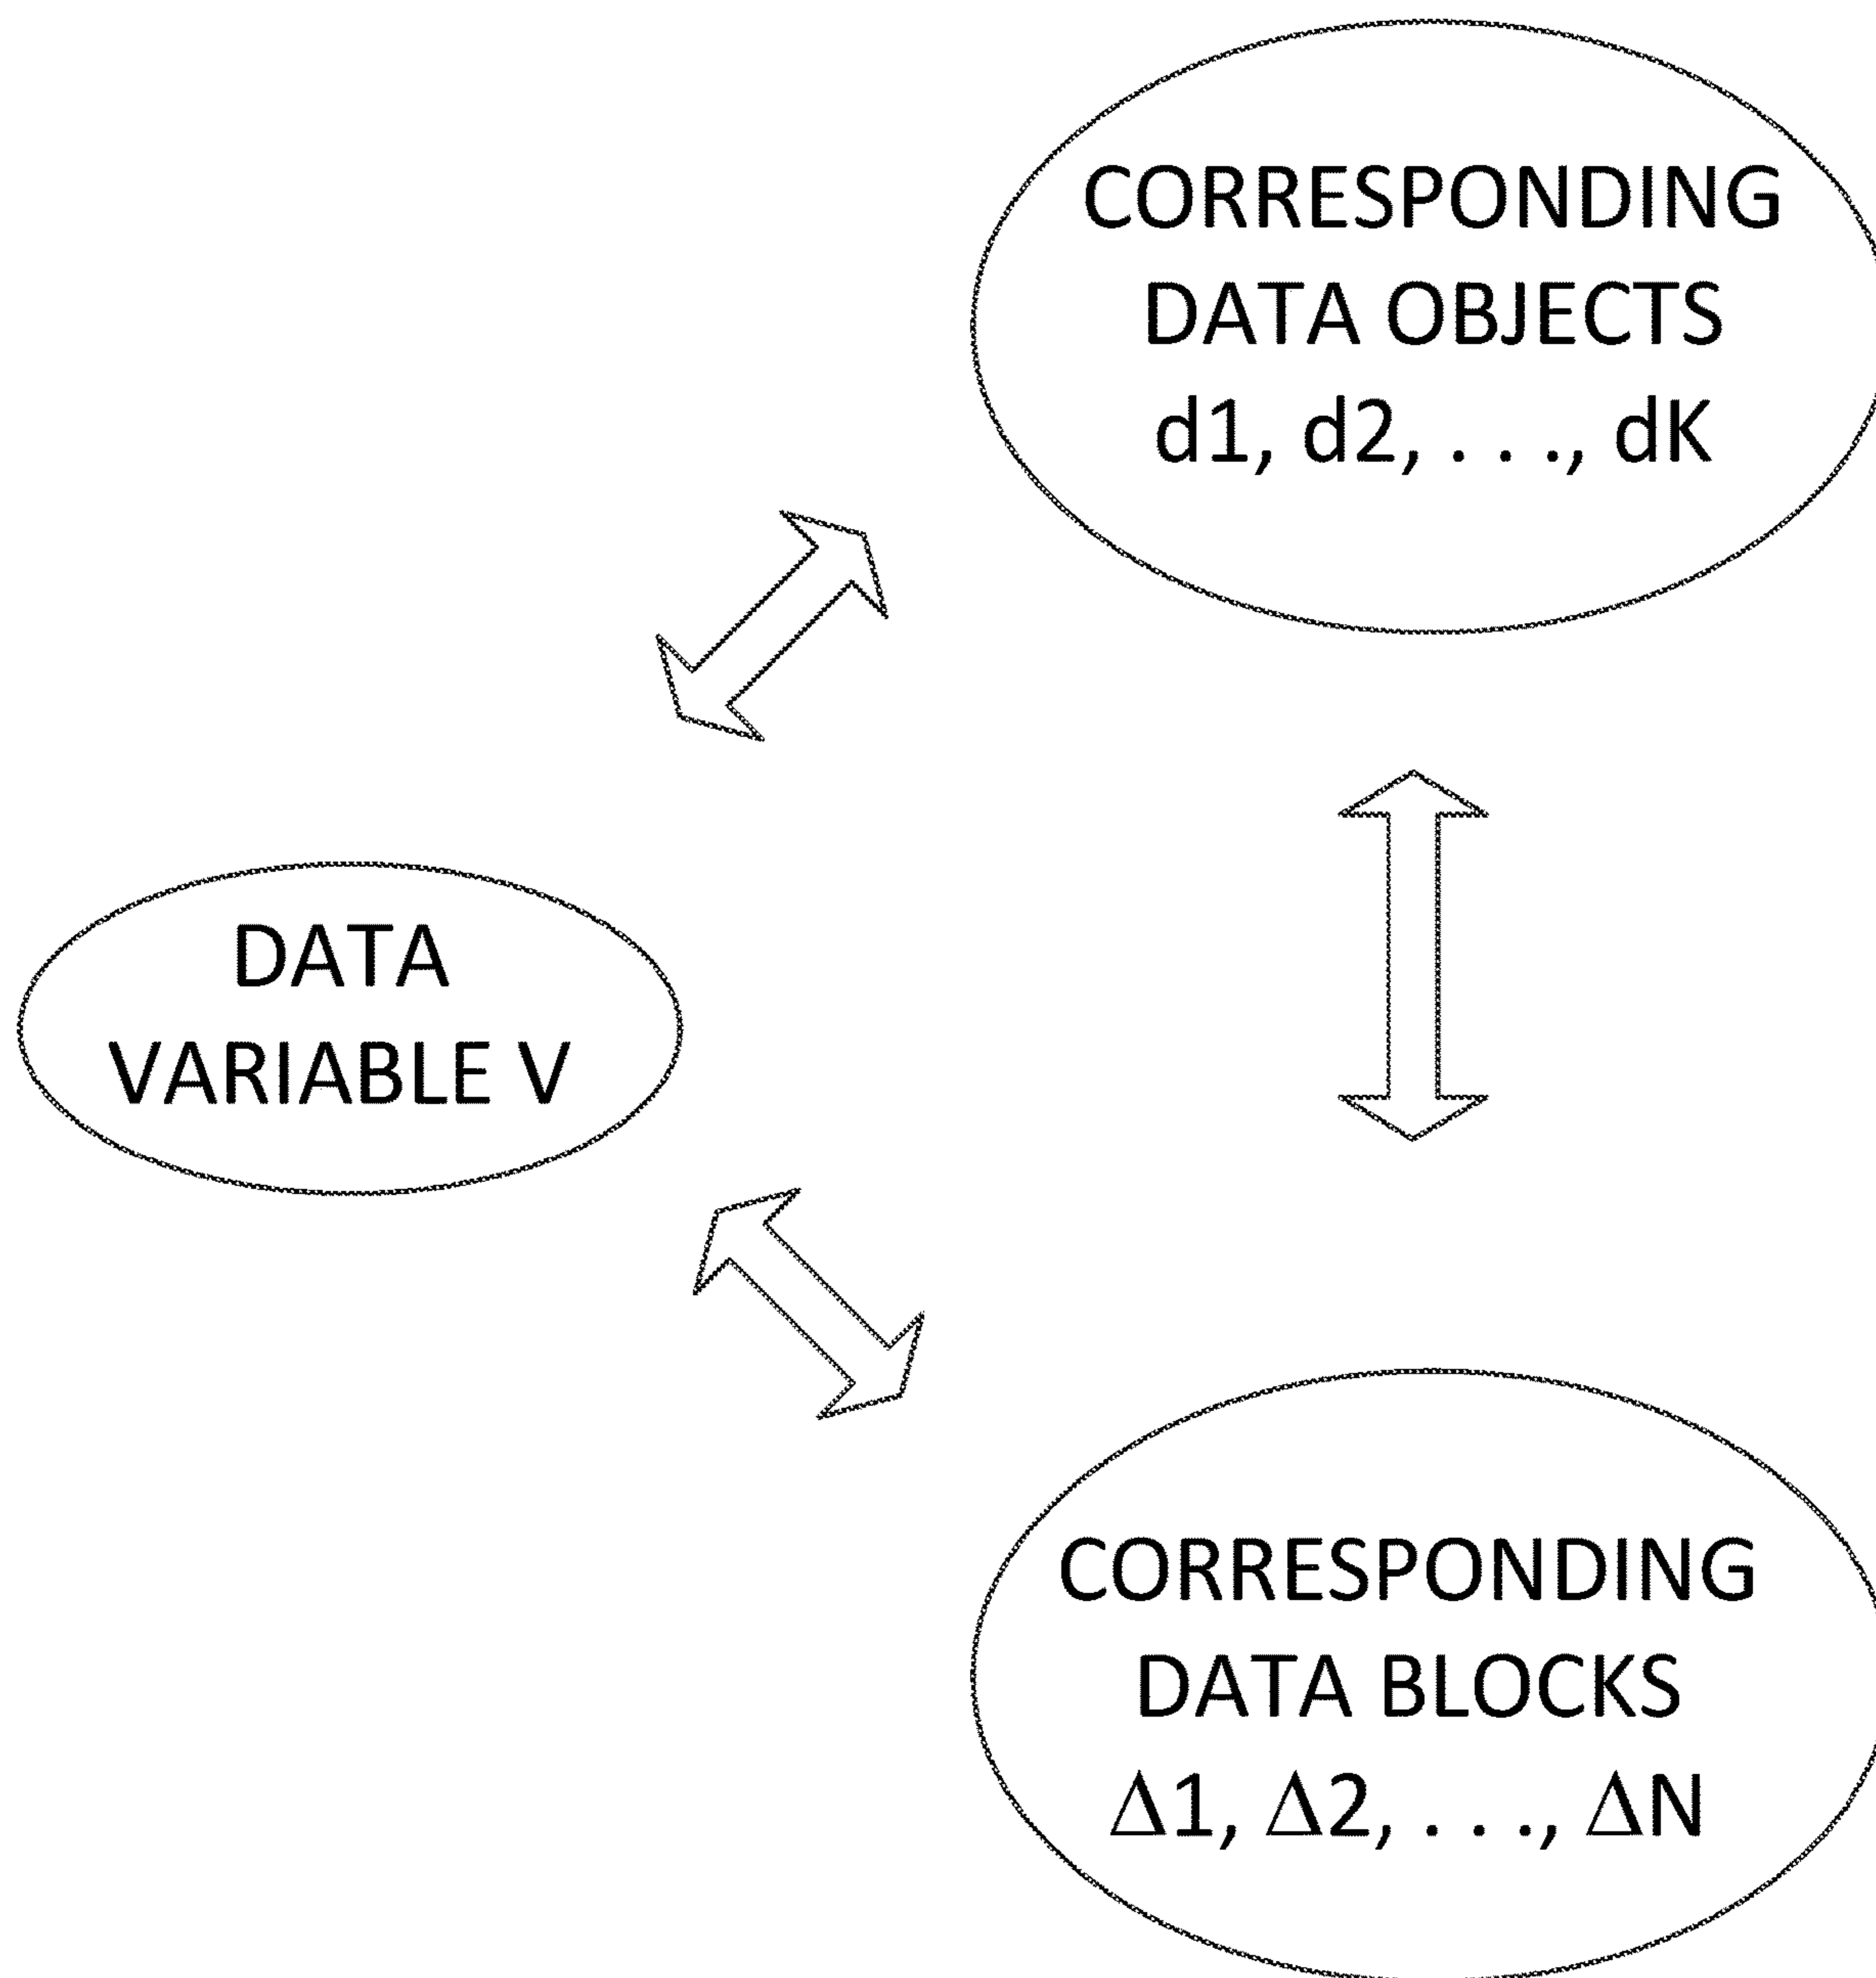 CORRESPONDING
DATA OBJECTS
d1, d2, . . ., dK
DATA
VARIABLE V
CORRESPONDING
DATA BLOCKS
Δ1, Δ2, . . ., ΔN